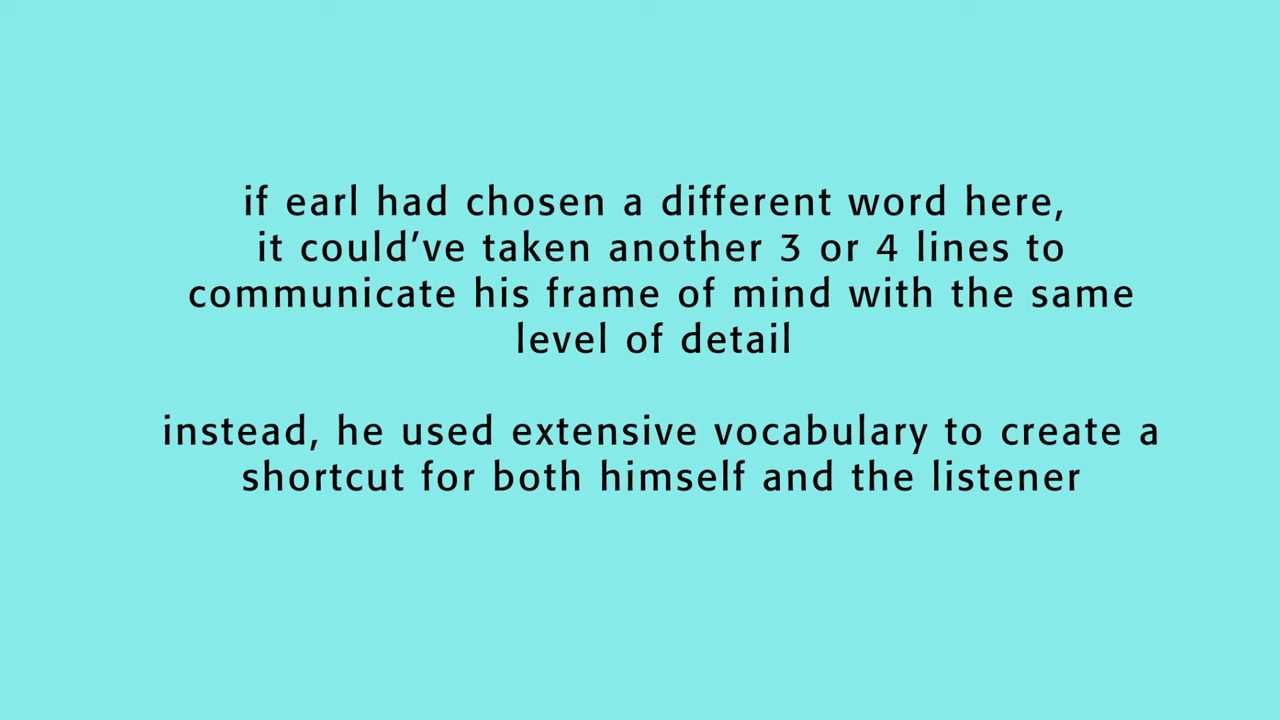 if earl had chosen a different word here,
it could’ve taken another 3 or 4 lines to
communicate his frame of mind with the same
level of detail
instead, he used extensive vocabulary to create a
shortcut for both himself and the listener